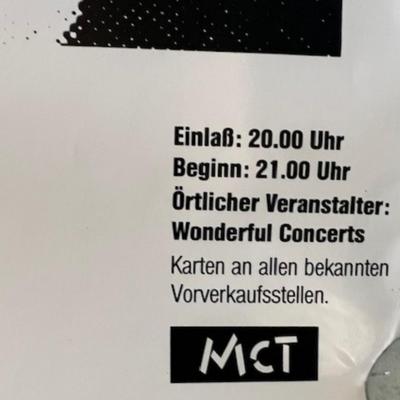 Einlaß: 20.00 Uhr
Beginn: 21.00 Uhr
Örtlicher Veranstalter:
Wonderful Concerts
Karten an allen bekannten
Vorverkaufsstellen.
MCT